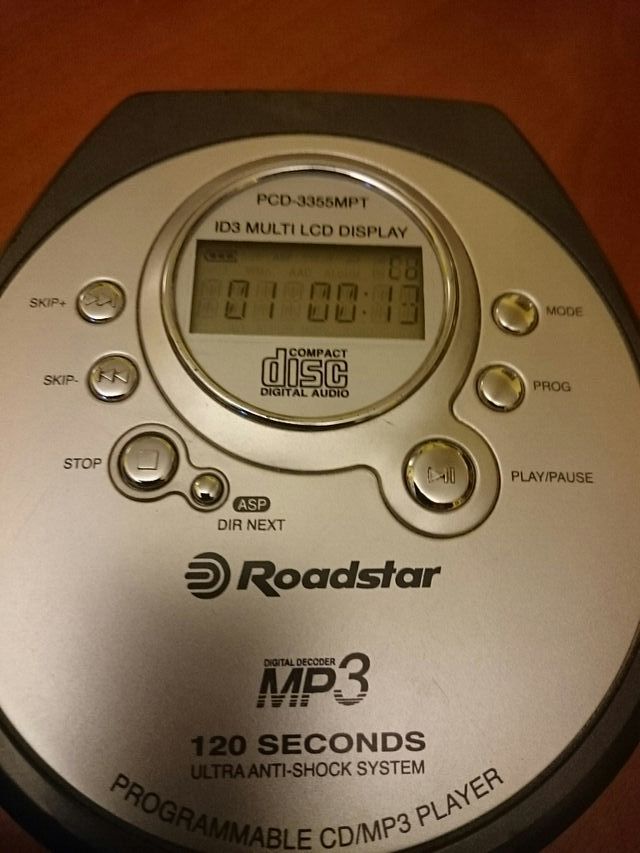 PCD-3355MPT
ID3 MULTI LCD DISPLAY
CD
01 00:13
COMPACT
disc
DIGITAL AUDIO
SKIP+
SKIP-
STOP
ASP
DIR NEXT
MODE
PROG
PLAY/PAUSE
Roadstar
DIGITAL DECODER
MP3
120 SECONDS
ULTRA ANTI-SHOCK SYSTEM
PROGRAMMABLE CD/MP3 PLAYER